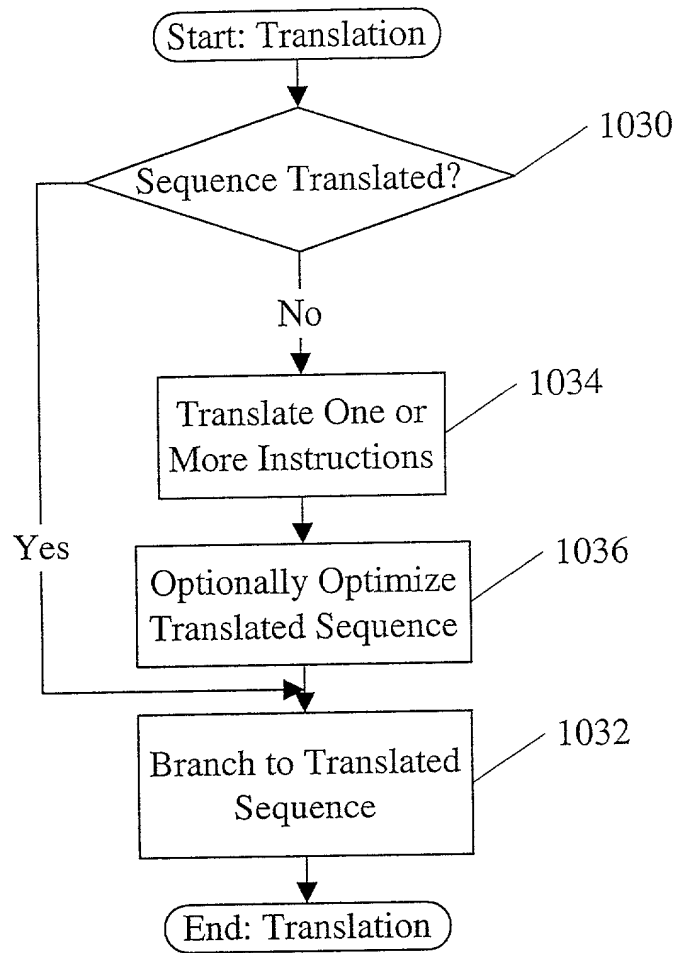 Start: Translation
1030
Sequence Translated?
No
1034
Translate One or
More Instructions
Yes
1036
Optionally Optimize
Translated Sequence
1032
Branch to Translated
Sequence
End: Translation